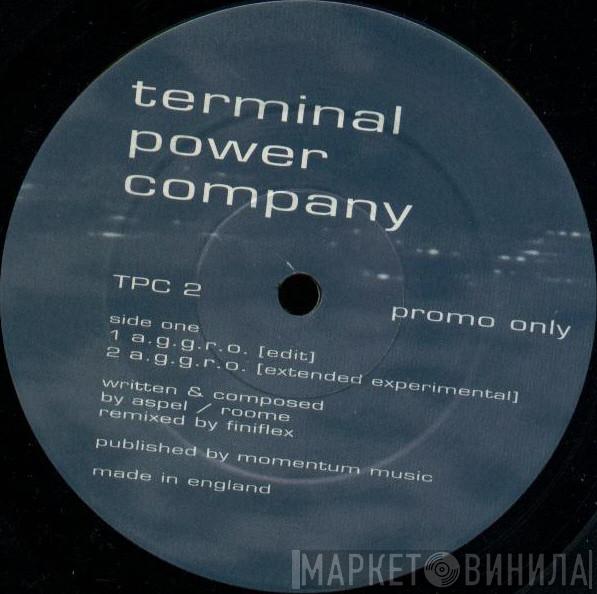 terminal
power
company
TPC 2
promo only
side one
1 a.g.g.r.o. [edit]
2 a.g.g.r.o. [extended experimental]
written & composed
by aspel / roome
remixed by finiflex
published by momentum music
made in england
МАРКЕТ ВИНИЛА